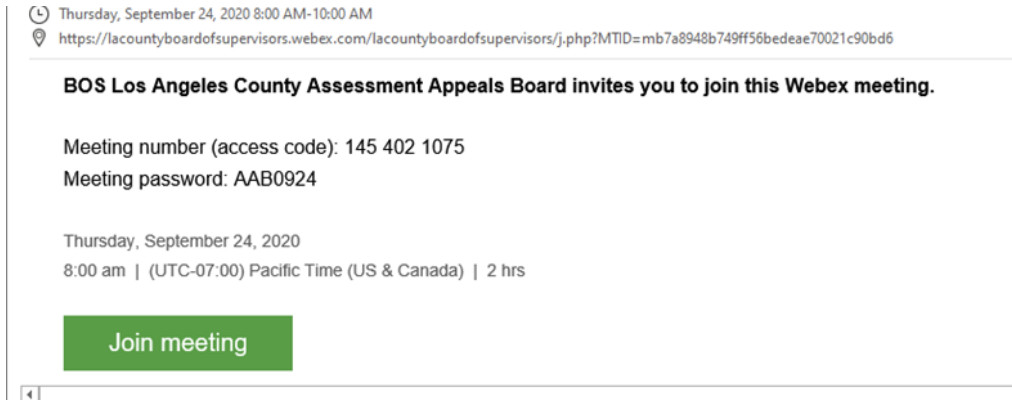 Thursday, September 24, 2020 8:00 AM-10:00 AM
https://lacountyboardofsupervisors.webex.com/lacountyboardofsupervisors/j.php?MTID=mb7a8948b749ff56bedeae70021c90bd6
BOS Los Angeles County Assessment Appeals Board invites you to join this Webex meeting.
Meeting number (access code): 145 402 1075
Meeting password: AAB0924
Thursday, September 24, 2020
8:00 am | (UTC-07:00) Pacific Time (US & Canada) | 2 hrs
Join meeting